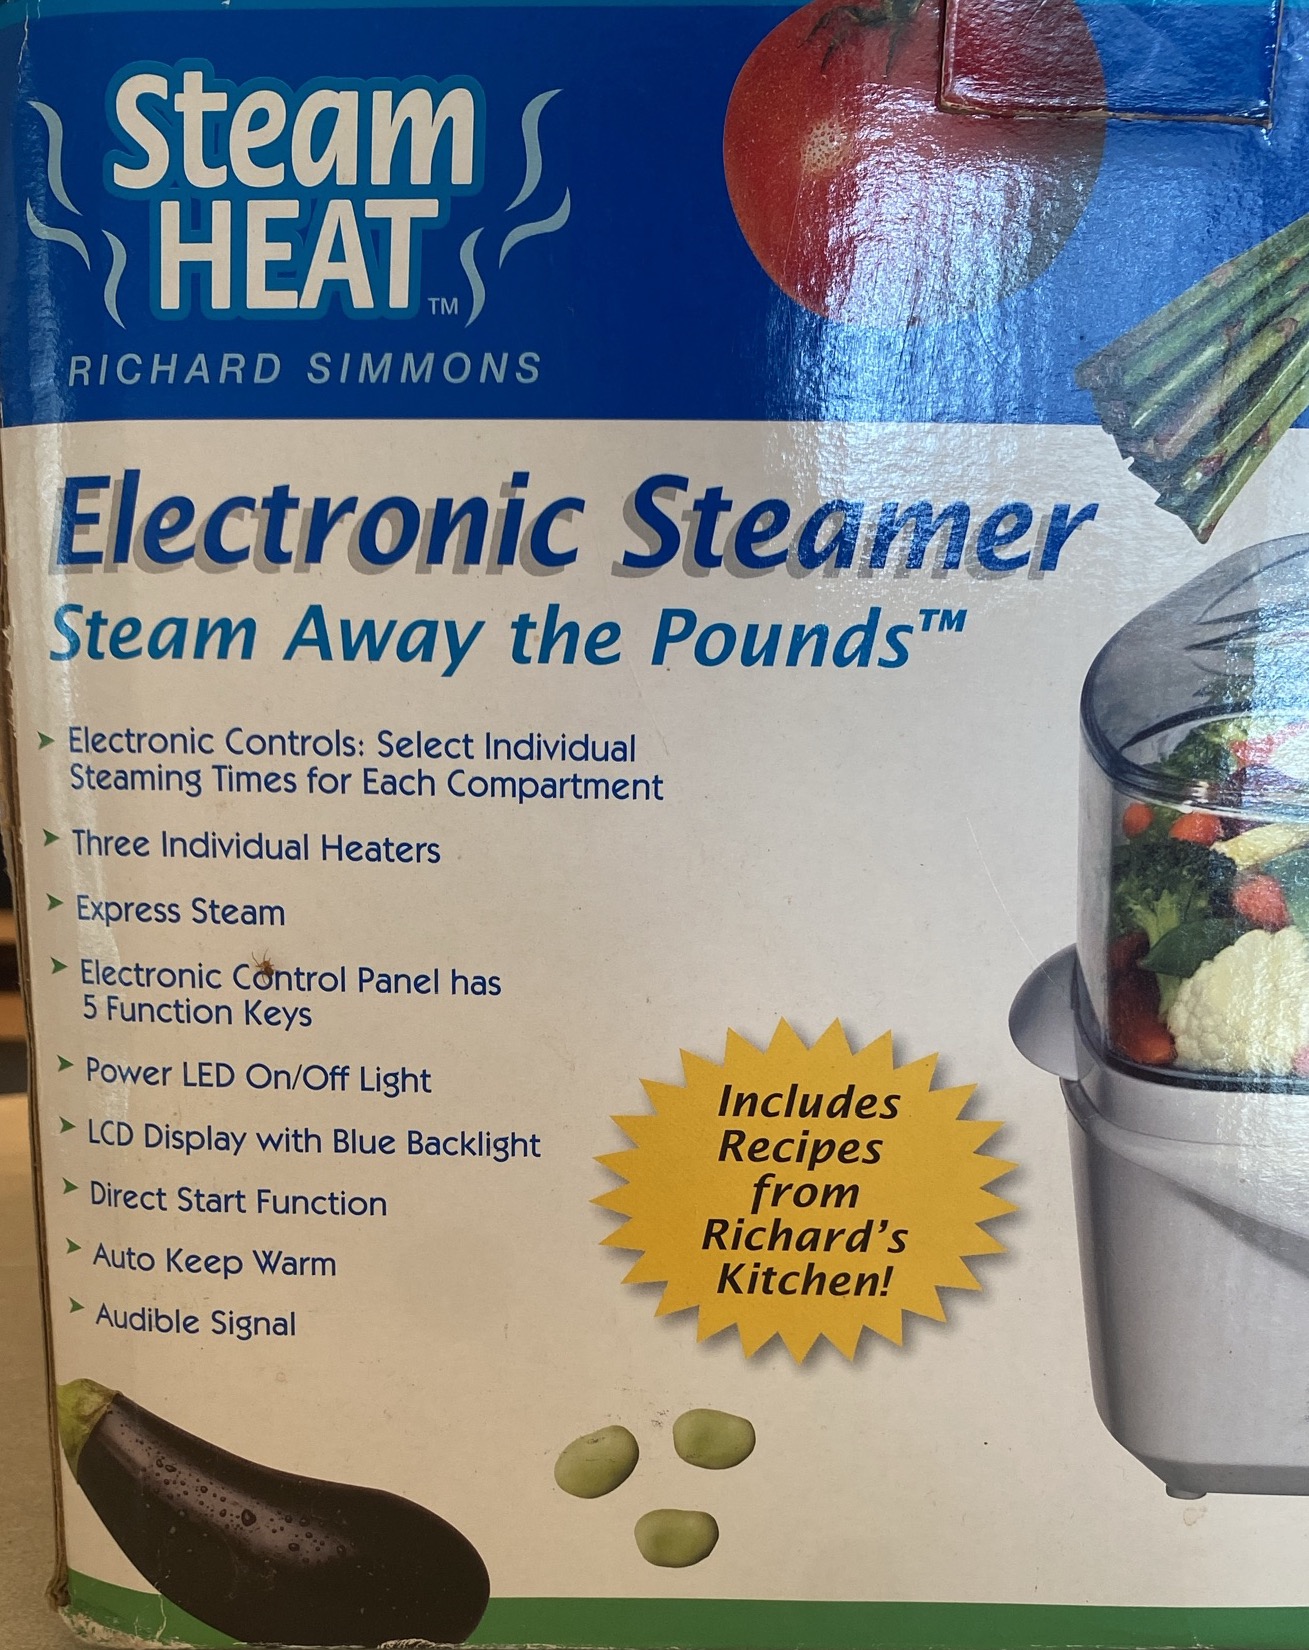 Steam
HEAT™
RICHARD SIMMONS
Electronic Steamer
Steam Away the Pounds™
Electronic Controls: Select Individual
Steaming Times for Each Compartment
Three Individual Heaters
Express Steam
Electronic Control Panel has
5 Function Keys
Power LED On/Off Light
LCD Display with Blue Backlight
Direct Start Function
Auto Keep Warm
Audible Signal
Includes
Recipes
from
Richard's
Kitchen!